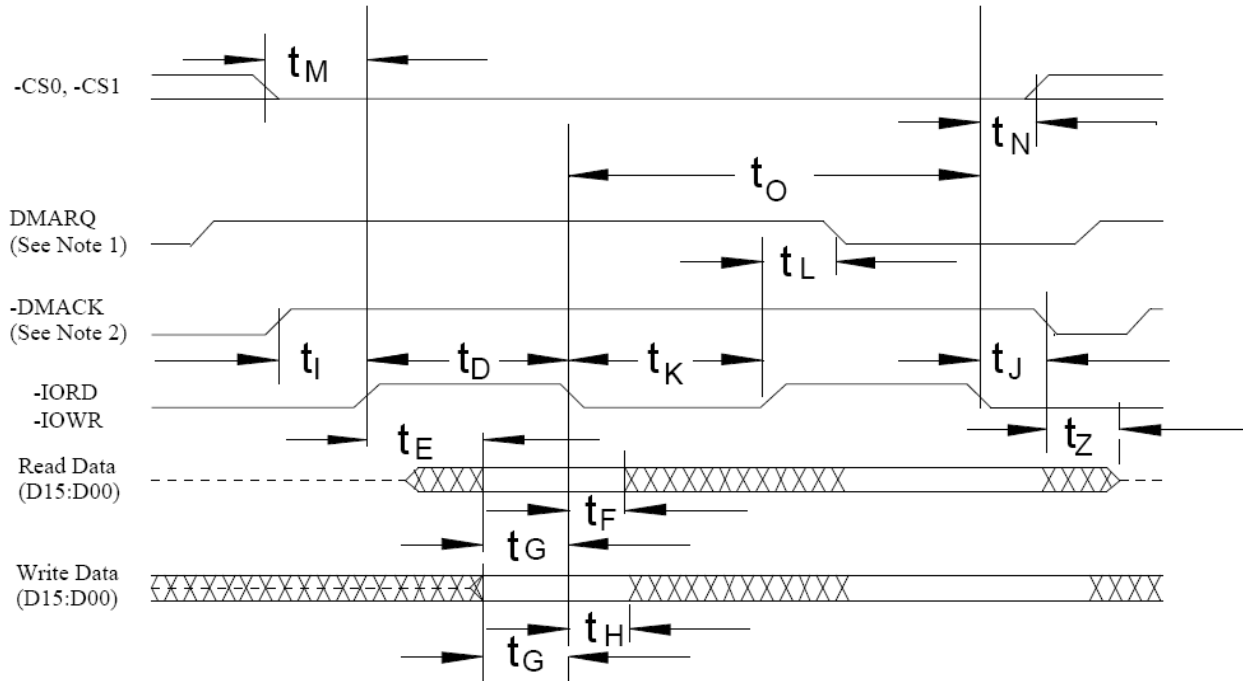 tM
-CS0, -CS1
tN
tO
DMARQ
(See Note 1)
tL
-DMACK
(See Note 2)
tI
tD
tK
tJ
-IORD
-IOWR
tE
tZ
Read Data
(D15:D00)
tF
tG
Write Data
(D15:D00)
tH
tG